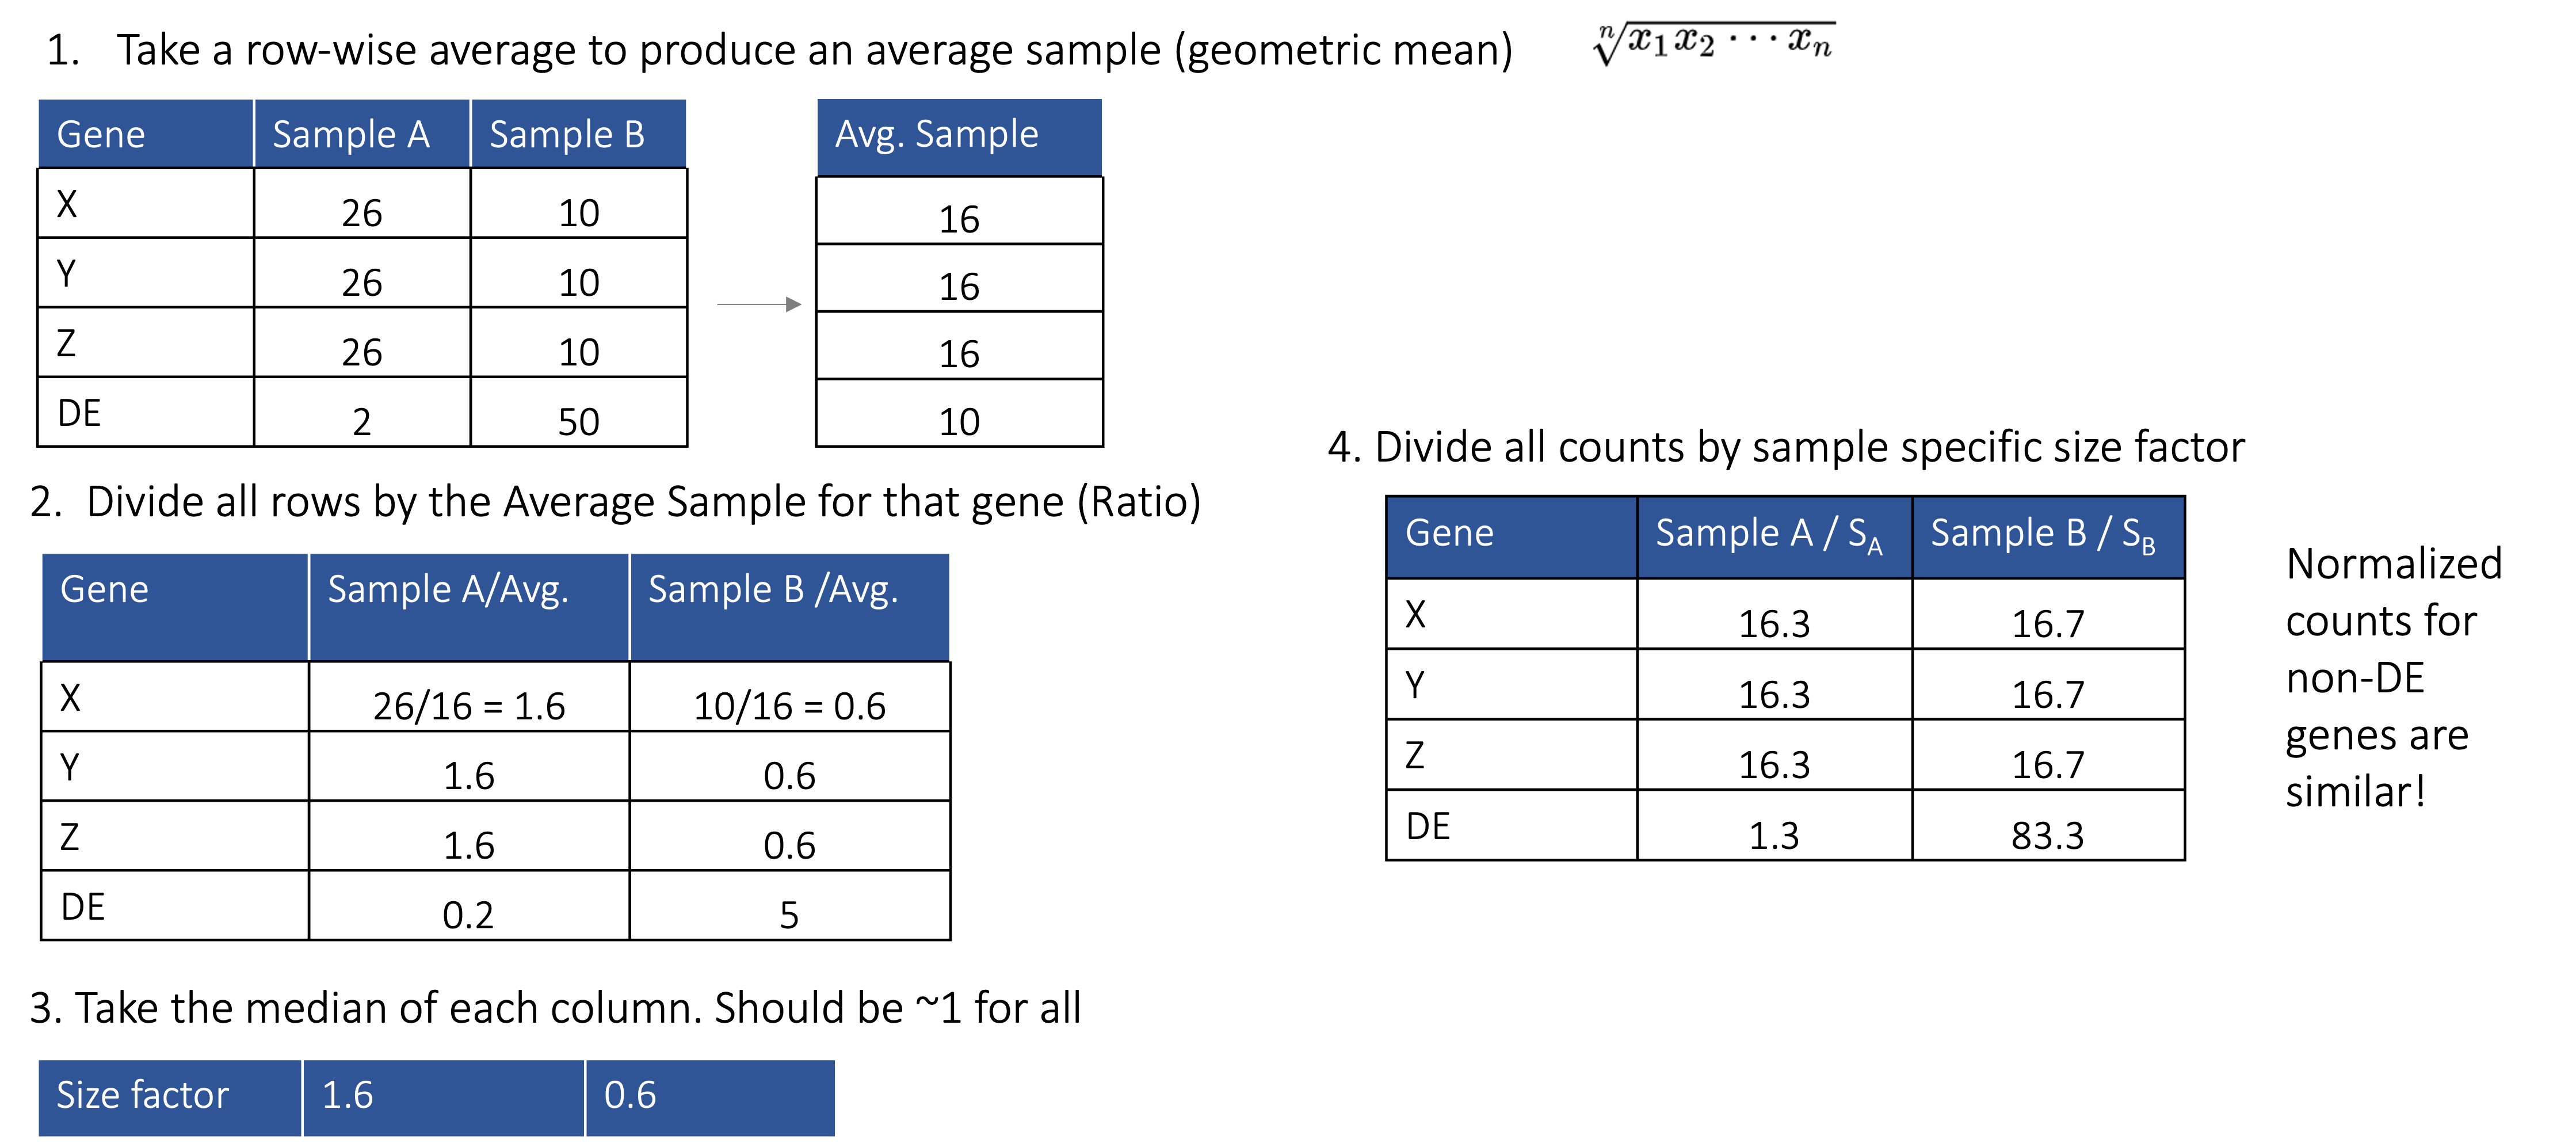 1. Take a row-wise average to produce an average sample (geometric mean) ⁿ√x₁x₂⋯xₙ
Gene Sample A Sample B
X 26 10
Y 26 10
Z 26 10
DE 2 50
Avg. Sample
16
16
16
10
2. Divide all rows by the Average Sample for that gene (Ratio)
Gene Sample A/Avg. Sample B /Avg.
X 26/16 = 1.6 10/16 = 0.6
Y 1.6 0.6
Z 1.6 0.6
DE 0.2 5
3. Take the median of each column. Should be ~1 for all
Size factor 1.6 0.6
4. Divide all counts by sample specific size factor
Gene Sample A / S_A Sample B / S_B
X 16.3 16.7
Y 16.3 16.7
Z 16.3 16.7
DE 1.3 83.3
Normalized
counts for
non-DE
genes are
similar!